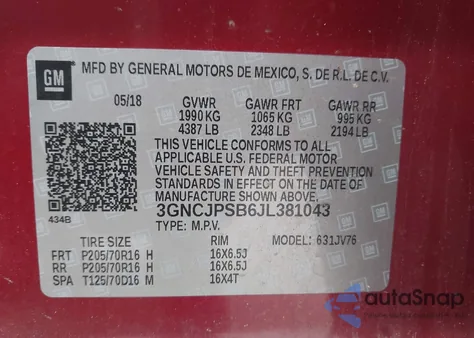 GM
MFD BY GENERAL MOTORS DE MEXICO, S. DE R.L. DE C.V.
05/18 GVWR GAWR FRT GAWR RR
1990 KG 1065 KG 995 KG
4387 LB 2348 LB 2194 LB
THIS VEHICLE CONFORMS TO ALL
APPLICABLE U.S. FEDERAL MOTOR
VEHICLE SAFETY AND THEFT PREVENTION
STANDARDS IN EFFECT ON THE DATE OF
MANUFACTURE SHOWN ABOVE.
434B
3GNCJPSB6JL381043
TYPE: M.P.V.
TIRE SIZE RIM MODEL: 631JV76
FRT P205/70R16 H 16X6.5J
RR P205/70R16 H 16X6.5J
SPA T125/70D16 M 16X4T
autoSnap